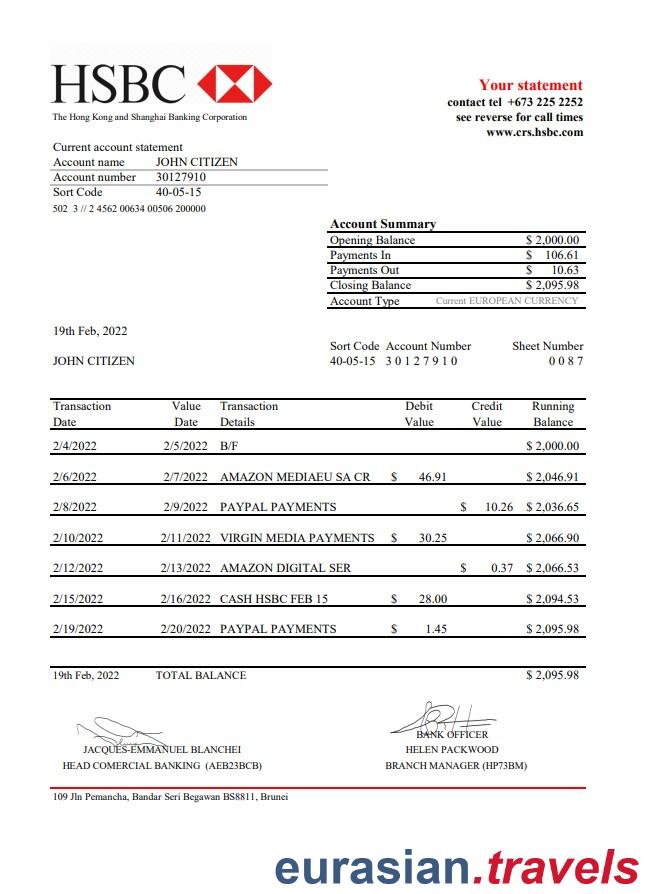 HSBC
The Hong Kong and Shanghai Banking Corporation
Your statement
contact tel +673 225 2252
see reverse for call times
www.crs.hsbc.com
Current account statement
Account name JOHN CITIZEN
Account number 30127910
Sort Code 40-05-15
502 3 // 2 4562 00634 00506 200000
Account Summary
Opening Balance $ 2,000.00
Payments In $ 106.61
Payments Out $ 10.63
Closing Balance $ 2,095.98
Account Type Current EUROPEAN CURRENCY
19th Feb, 2022
Sort Code Account Number Sheet Number
JOHN CITIZEN 40-05-15 3 0 1 2 7 9 1 0 0 0 8 7
Transaction Value Transaction Debit Credit Running
Date Date Details Value Value Balance
2/4/2022 2/5/2022 B/F $ 2,000.00
2/6/2022 2/7/2022 AMAZON MEDIAEU SA CR $ 46.91 $ 2,046.91
2/8/2022 2/9/2022 PAYPAL PAYMENTS $ 10.26 $ 2,036.65
2/10/2022 2/11/2022 VIRGIN MEDIA PAYMENTS $ 30.25 $ 2,066.90
2/12/2022 2/13/2022 AMAZON DIGITAL SER $ 0.37 $ 2,066.53
2/15/2022 2/16/2022 CASH HSBC FEB 15 $ 28.00 $ 2,094.53
2/19/2022 2/20/2022 PAYPAL PAYMENTS $ 1.45 $ 2,095.98
19th Feb, 2022 TOTAL BALANCE $ 2,095.98
BANK OFFICER
JACQUES-EMMANUEL BLANCHEI HELEN PACKWOOD
HEAD COMERCIAL BANKING (AEB23BCB) BRANCH MANAGER (HP73BM)
109 Jln Pemancha, Bandar Seri Begawan BS8811, Brunei
eurasian.travels